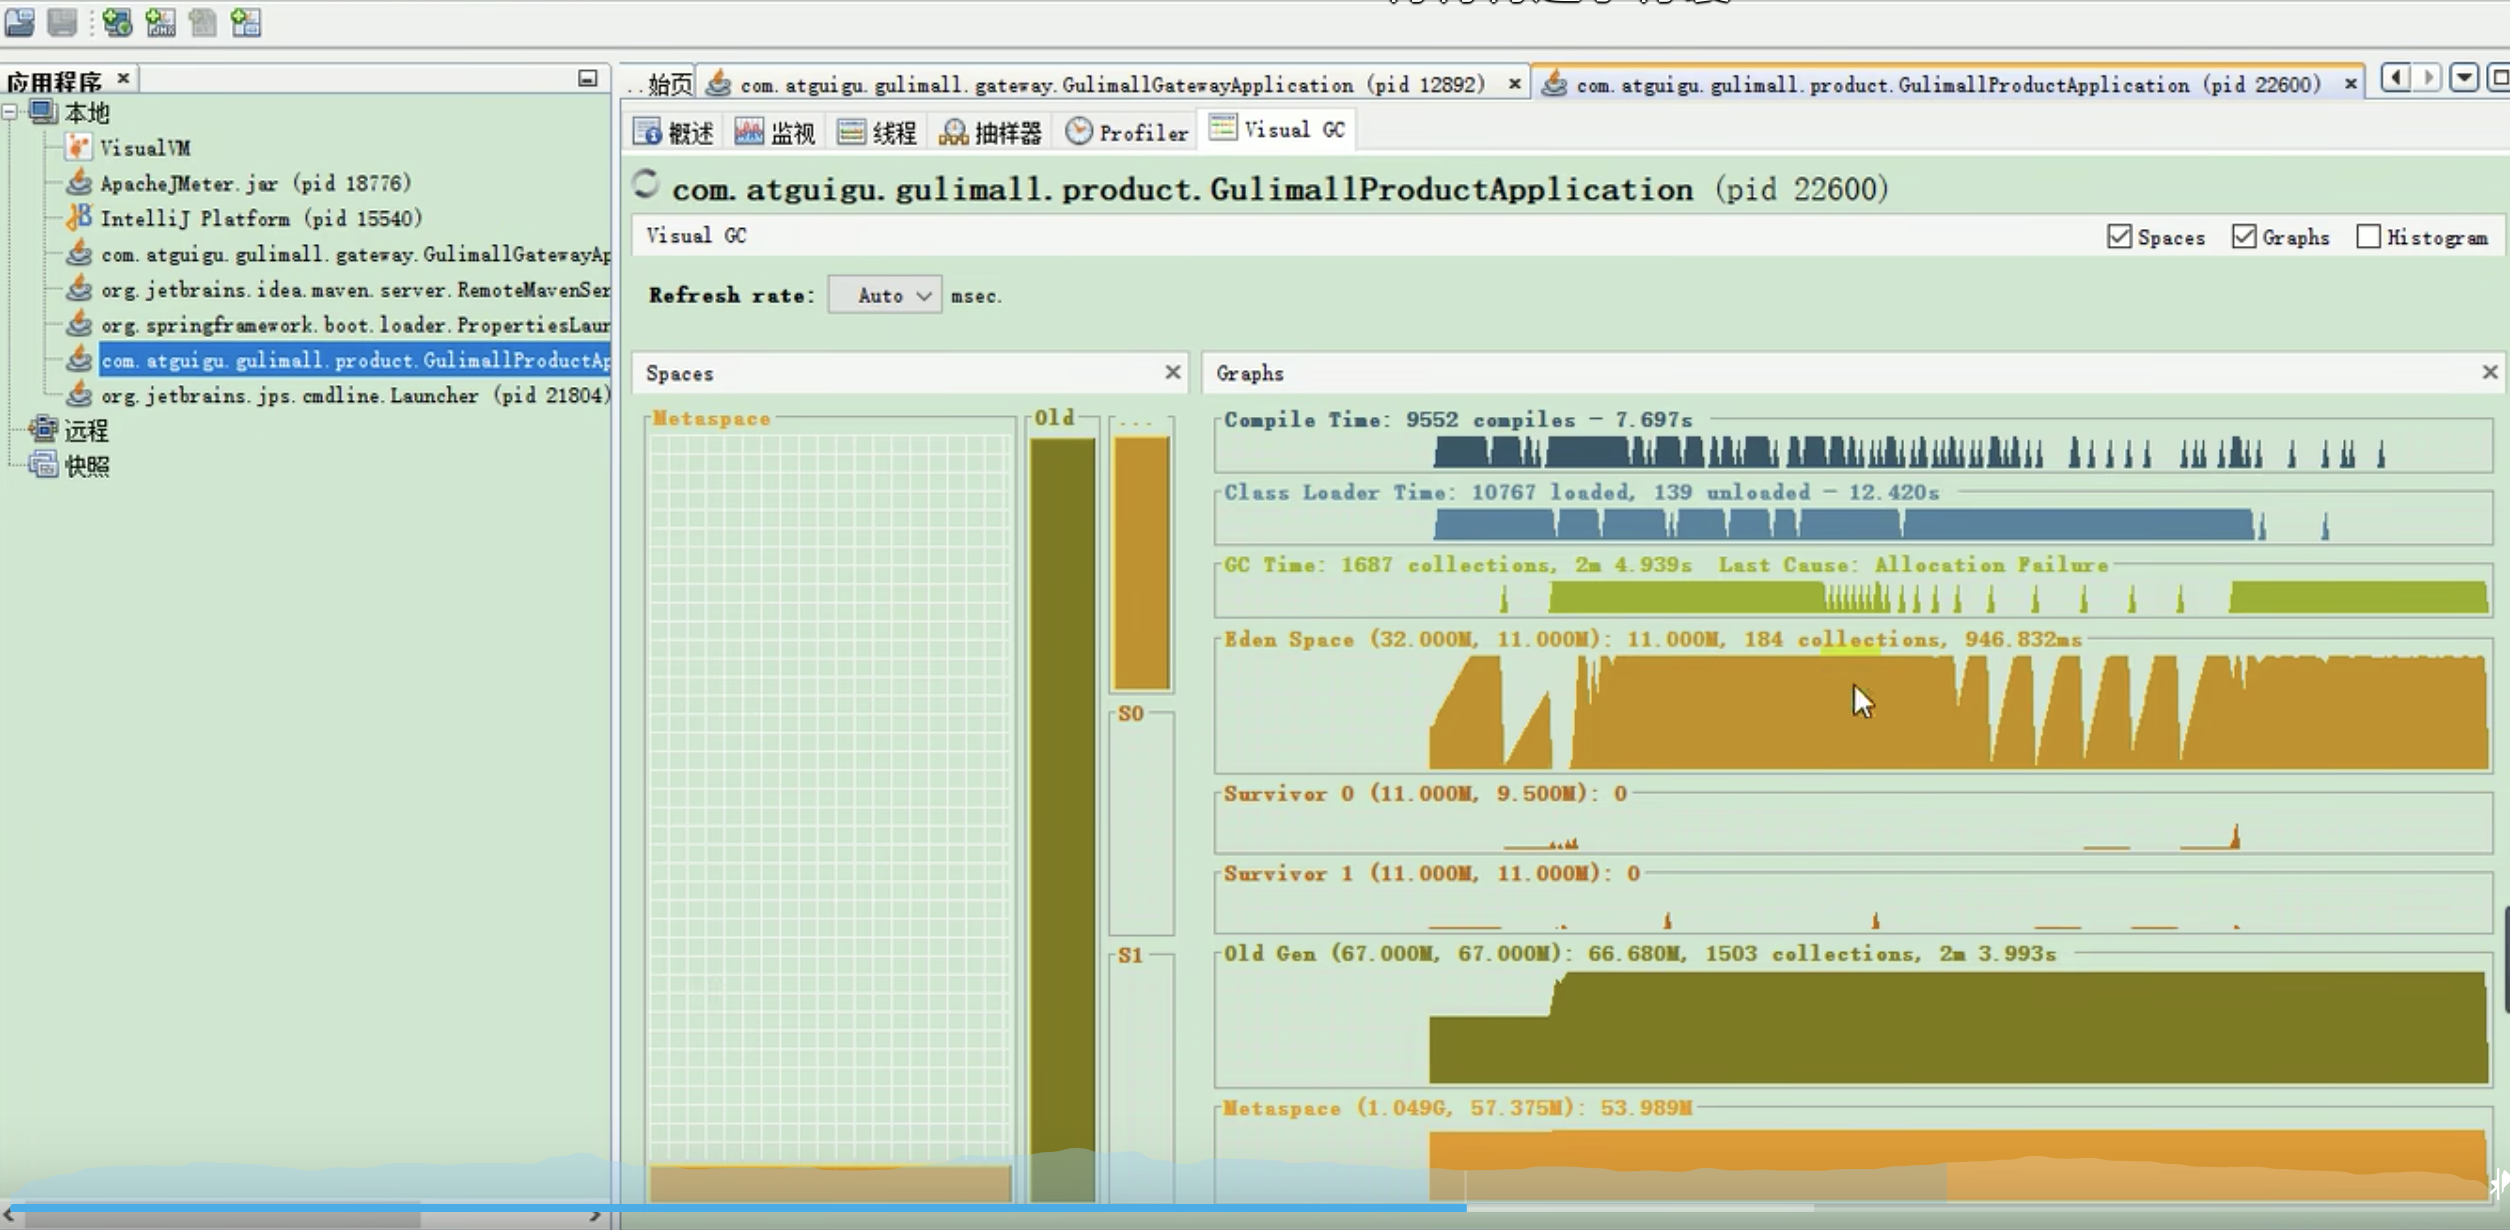 应用程序
本地
VisualVM
ApacheJMeter.jar (pid 18776)
IntelliJ Platform (pid 15540)
com.atguigu.gulimall.gateway.GulimallGatewayAp
org.jetbrains.idea.maven.server.RemoteMavenSer
org.springframework.boot.loader.PropertiesLaun
com.atguigu.gulimall.product.GulimallProductAp
org.jetbrains.jps.cmdline.Launcher (pid 21804)
远程
快照
..始页
com.atguigu.gulimall.gateway.GulimallGatewayApplication (pid 12892)
com.atguigu.gulimall.product.GulimallProductApplication (pid 22600)
概述 监视 线程 抽样器 Profiler Visual GC
com.atguigu.gulimall.product.GulimallProductApplication (pid 22600)
Visual GC
Spaces Graphs Histogram
Refresh rate: Auto msec.
Spaces
Metaspace
Old
...
S0
S1
Graphs
Compile Time: 9552 compiles - 7.697s
Class Loader Time: 10767 loaded, 139 unloaded - 12.420s
GC Time: 1687 collections, 2m 4.939s Last Cause: Allocation Failure
Eden Space (32.000M, 11.000M): 11.000M, 184 collections, 946.832ms
Survivor 0 (11.000M, 9.500M): 0
Survivor 1 (11.000M, 11.000M): 0
Old Gen (67.000M, 67.000M): 66.680M, 1503 collections, 2m 3.993s
Metaspace (1.049G, 57.375M): 53.989M